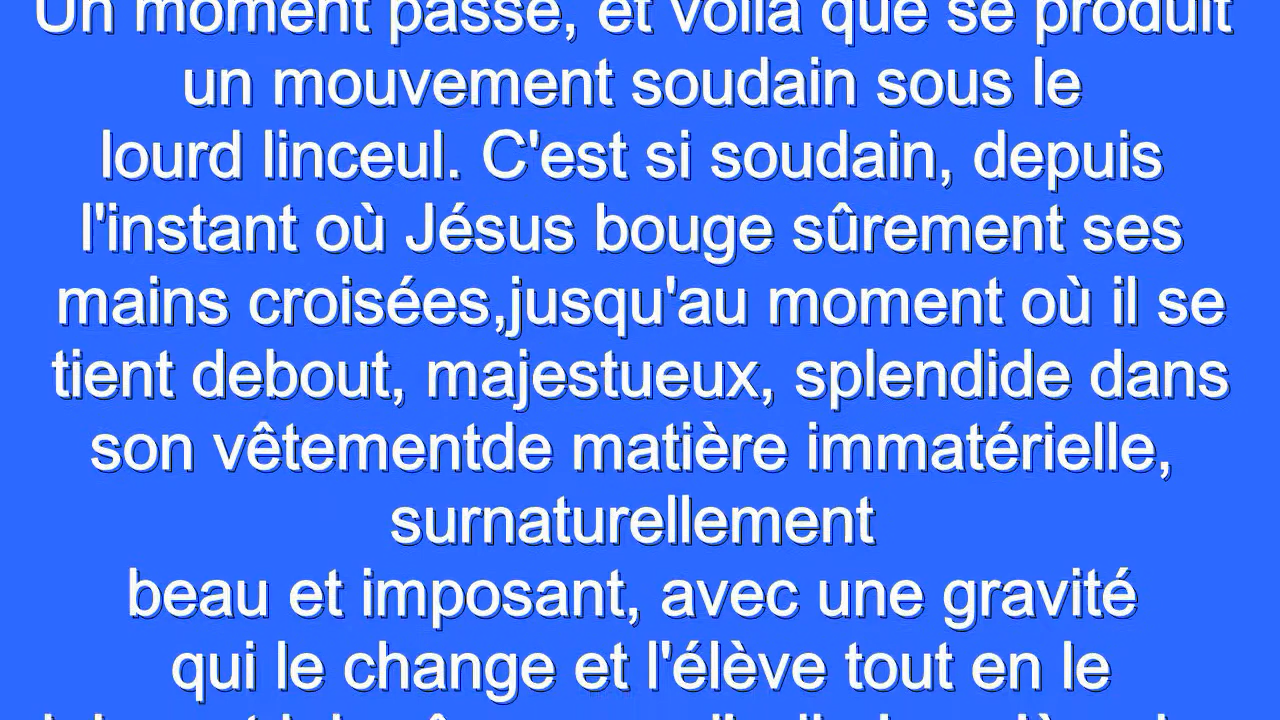 Un moment passe, et voilà que se produit
un mouvement soudain sous le
lourd linceul. C'est si soudain, depuis
l'instant où Jésus bouge sûrement ses
mains croisées,jusqu'au moment où il se
tient debout, majestueux, splendide dans
son vêtementde matière immatérielle,
surnaturellement
beau et imposant, avec une gravité
qui le change et l'élève tout en le